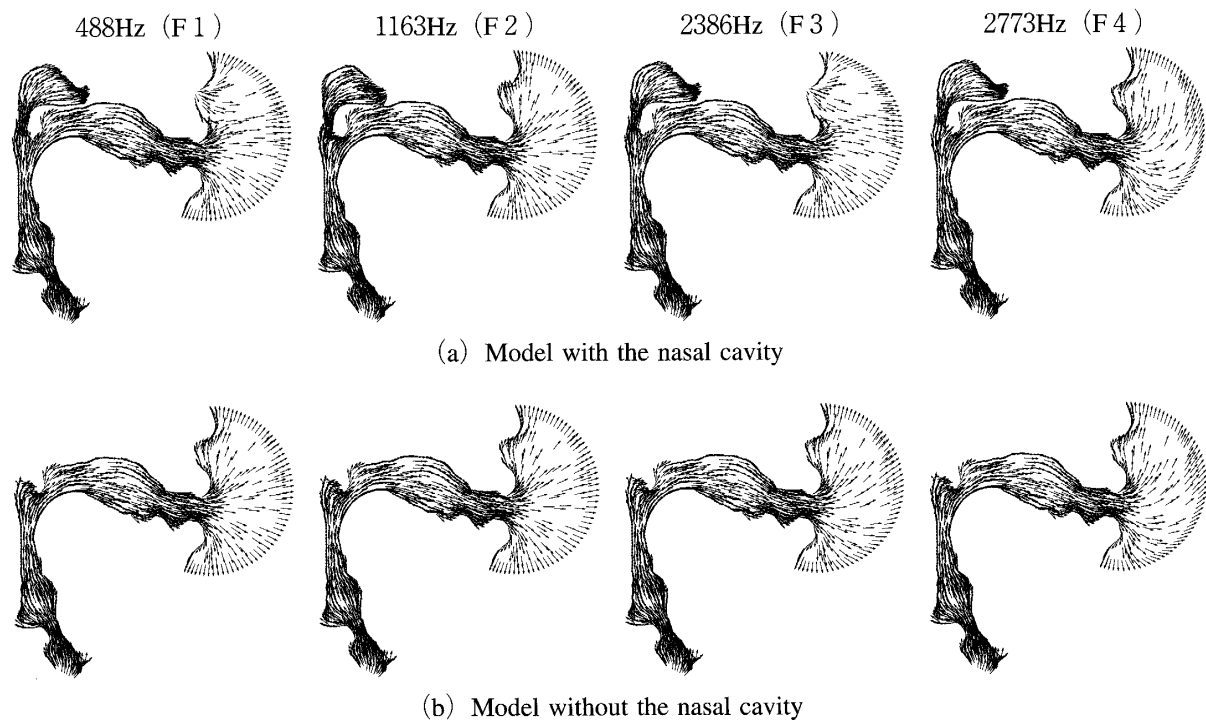 488Hz (F1) 1163Hz (F2) 2386Hz (F3) 2773Hz (F4)
(a) Model with the nasal cavity
(b) Model without the nasal cavity